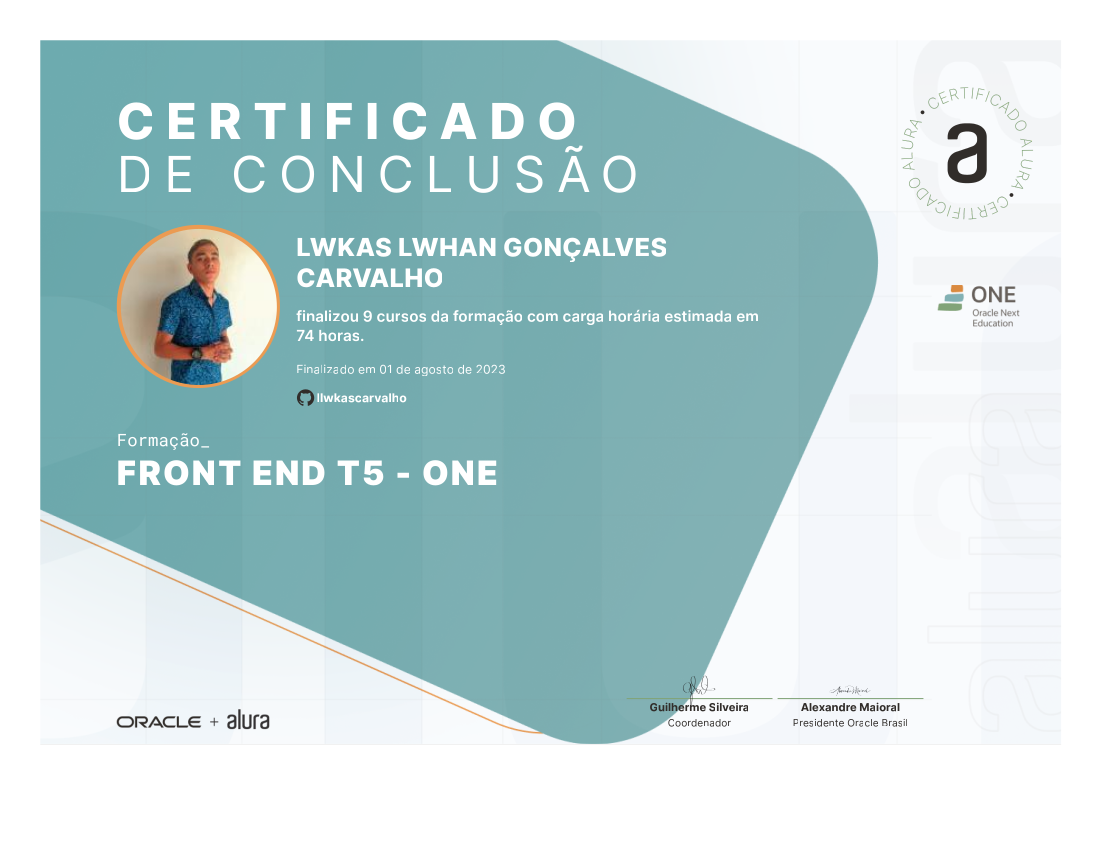 CERTIFICADO
DE CONCLUSÃO
CERTIFICADO ALURA • CERTIFICADO ALURA •
a
LWKAS LWHAN GONÇALVES
CARVALHO
finalizou 9 cursos da formação com carga horária estimada em
74 horas.
Finalizado em 01 de agosto de 2023
llwkascarvalho
ONE
Oracle Next
Education
Formação_
FRONT END T5 - ONE
alura
ORACLE + alura
Guilherme Silveira
Coordenador
Alexandre Maioral
Presidente Oracle Brasil